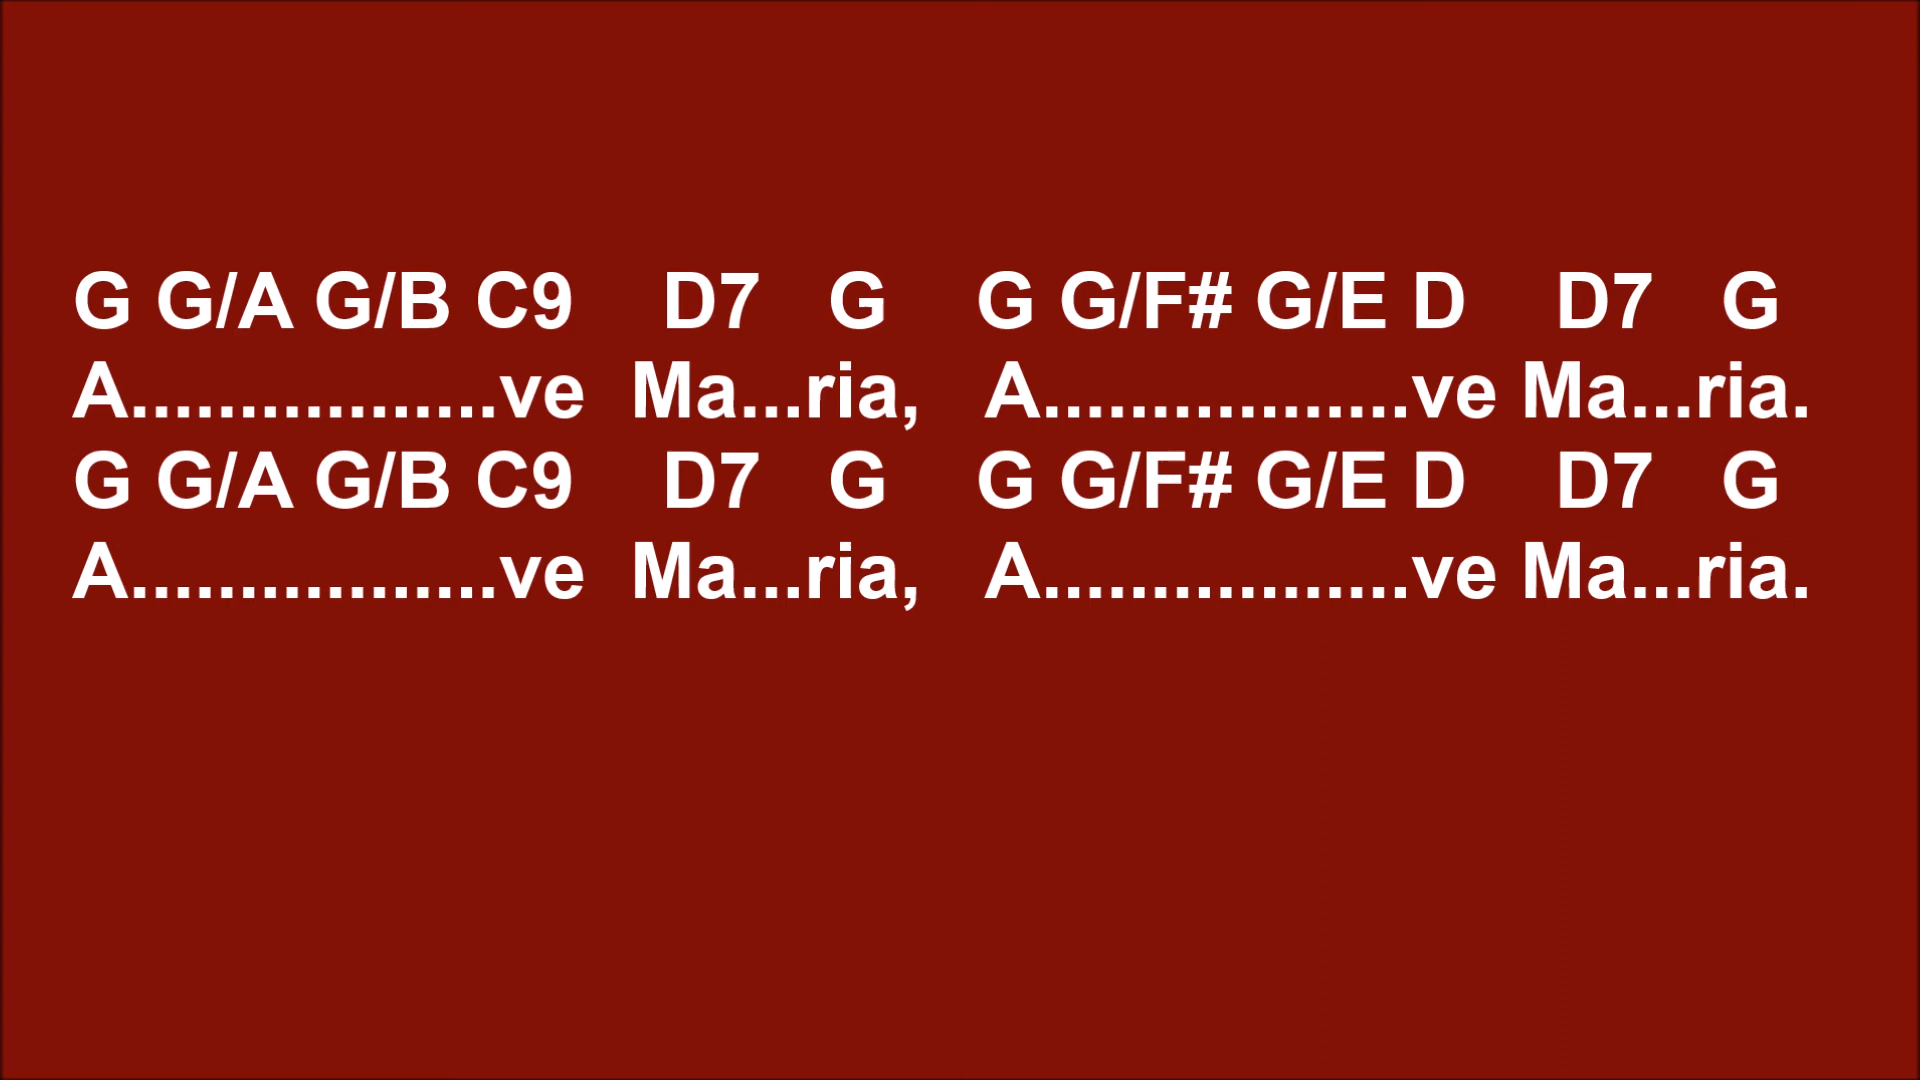 G G/A G/B C9 D7 G G G/F# G/E D D7 G
A.................ve Ma...ria, A.................ve Ma...ria.
G G/A G/B C9 D7 G G G/F# G/E D D7 G
A.................ve Ma...ria, A.................ve Ma...ria.